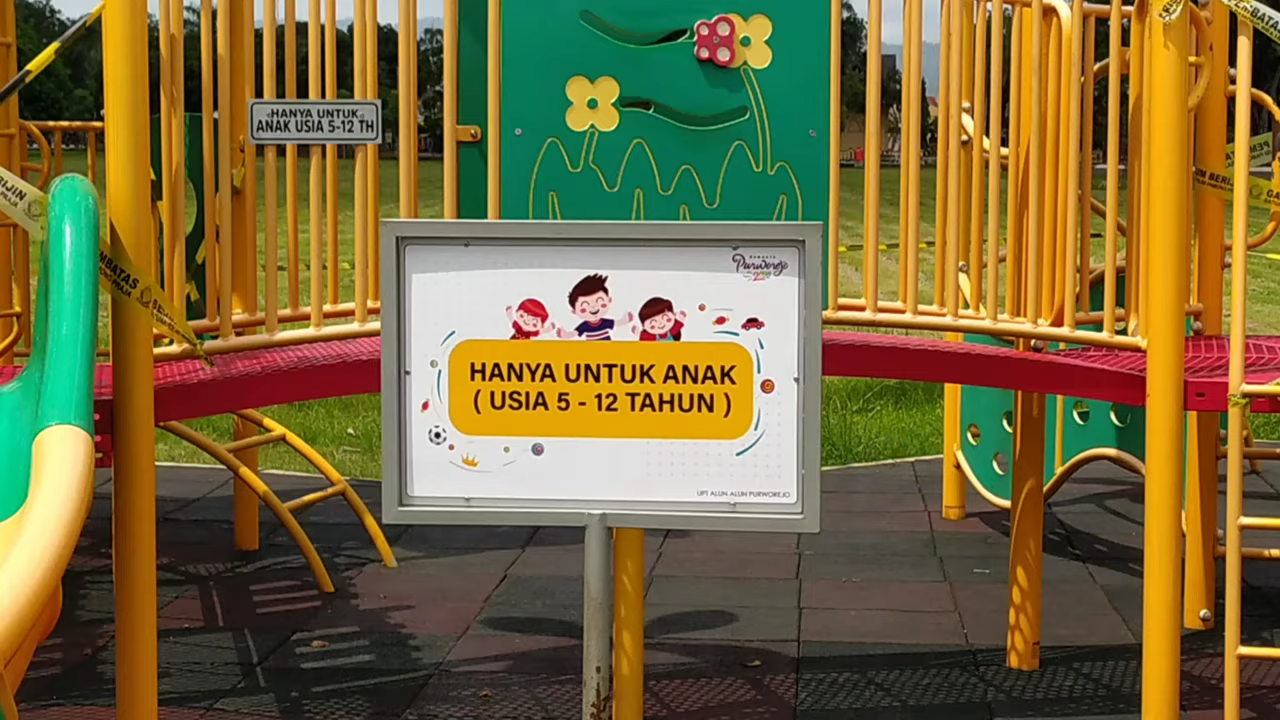 HANYA UNTUK
ANAK USIA 5-12 TH
Purworejo
HANYA UNTUK ANAK
( USIA 5 - 12 TAHUN )
UPT ALUN ALUN PURWOREJO